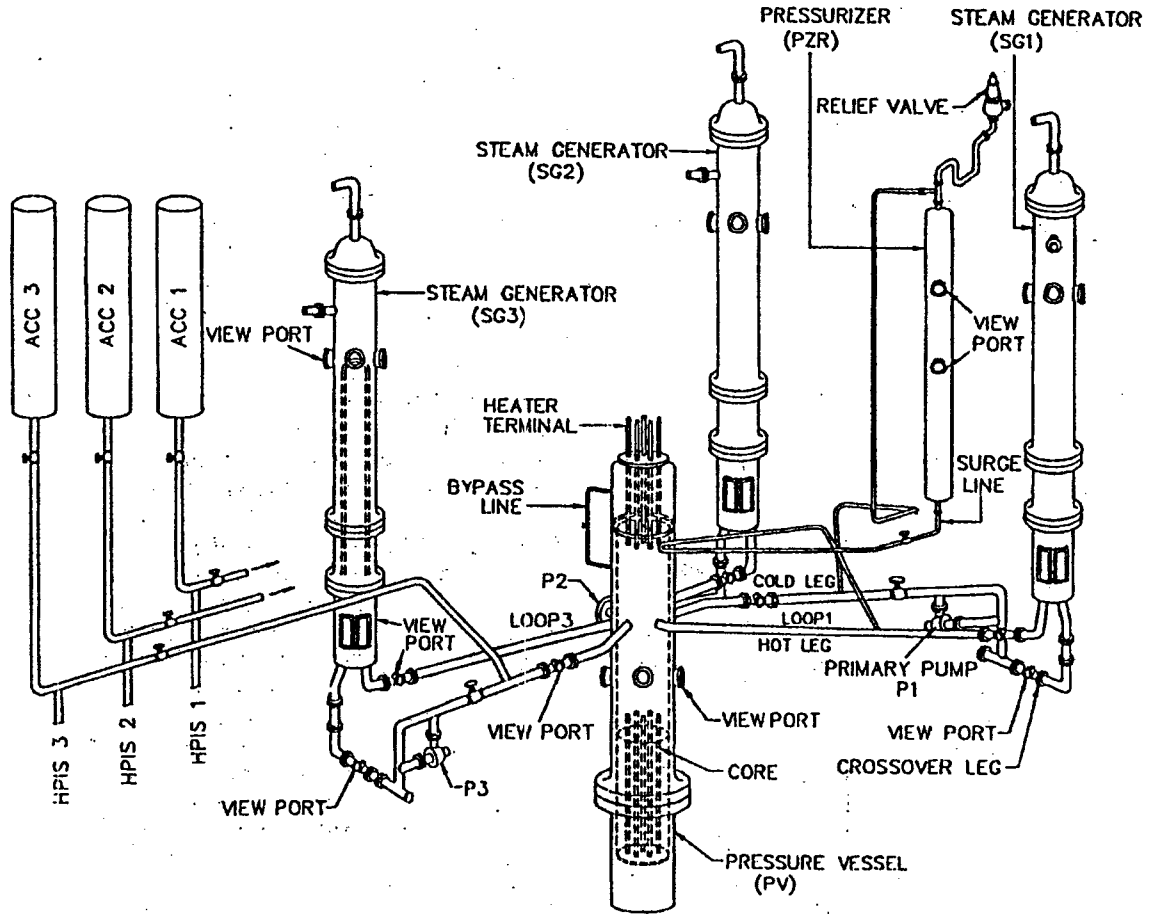 PRESSURIZER
(PZR)
STEAM GENERATOR
(SG1)
RELIEF VALVE
STEAM GENERATOR
(SG2)
STEAM GENERATOR
(SG3)
VIEW PORT
ACC 3
ACC 2
ACC 1
VIEW
PORT
HEATER
TERMINAL
BYPASS
LINE
SURGE
LINE
P2
COLD LEG
LOOP3
LOOP1
HOT LEG
VIEW
PORT
PRIMARY PUMP
P1
VIEW PORT
VIEW PORT
VIEW PORT
CORE
CROSSOVER LEG
HPIS 3
HPIS 2
HPIS 1
P3
VIEW PORT
PRESSURE VESSEL
(PV)